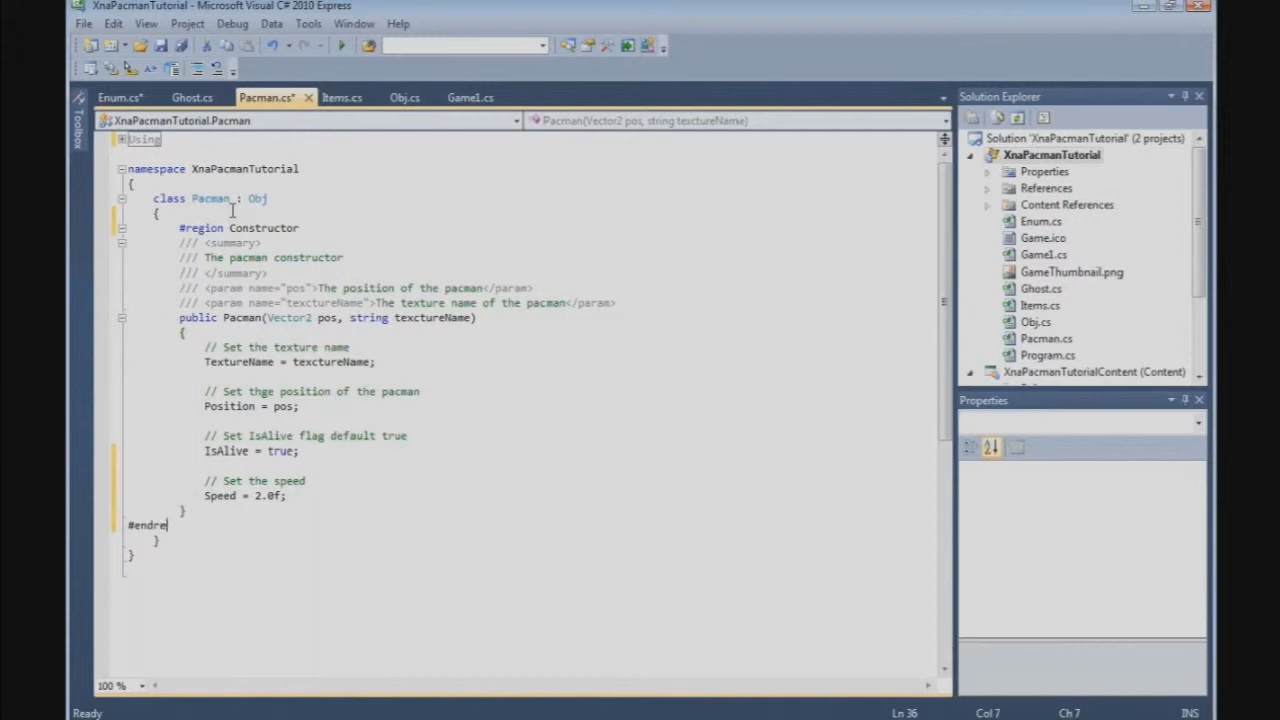 XnaPacmanTutorial - Microsoft Visual C# 2010 Express
File Edit View Project Debug Data Tools Window Help
Enum.cs* Ghost.cs Pacman.cs* Items.cs Obj.cs Game1.cs
XnaPacmanTutorial.Pacman
Pacman(Vector2 pos, string texctureName)
Toolbox
Using
namespace XnaPacmanTutorial
{
class Pacman : Obj
{
#region Constructor
/// <summary>
/// The pacman constructor
/// </summary>
/// <param name="pos">The position of the pacman</param>
/// <param name="texctureName">The texture name of the pacman</param>
public Pacman(Vector2 pos, string texctureName)
{
// Set the texture name
TextureName = texctureName;
// Set thge position of the pacman
Position = pos;
// Set IsAlive flag default true
IsAlive = true;
// Set the speed
Speed = 2.0f;
}
#endre
}
}
100 %
Solution Explorer
Solution 'XnaPacmanTutorial' (2 projects)
XnaPacmanTutorial
Properties
References
Content References
Enum.cs
Game.ico
Game1.cs
GameThumbnail.png
Ghost.cs
Items.cs
Obj.cs
Pacman.cs
Program.cs
XnaPacmanTutorialContent (Content)
Properties
Ready Ln 36 Col 7 Ch 7 INS